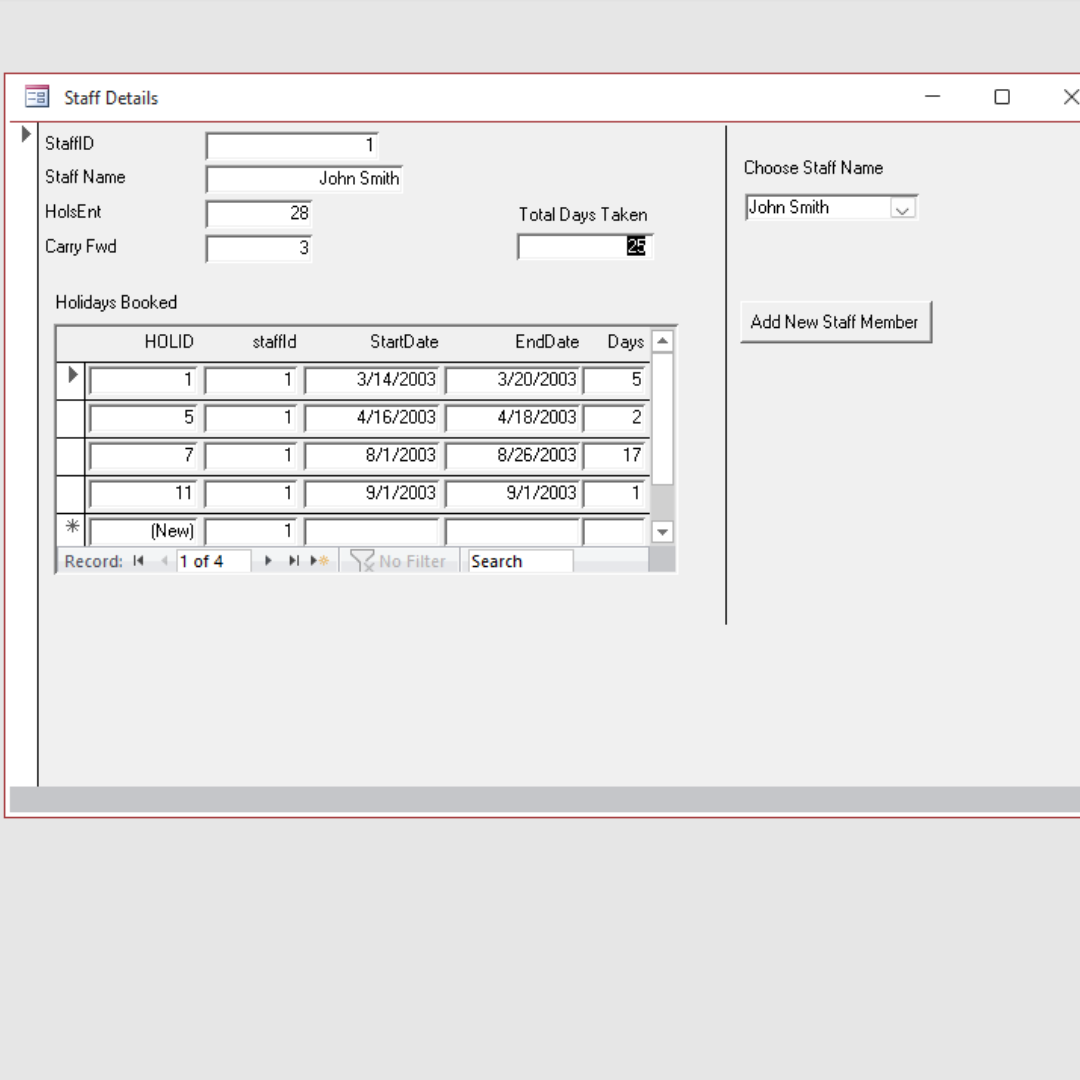 Staff Details
StaffID 1
Staff Name John Smith
HolsEnt 28
Carry Fwd 3
Total Days Taken
25
Choose Staff Name
John Smith
Add New Staff Member
Holidays Booked
HOLID staffId StartDate EndDate Days
1 1 3/14/2003 3/20/2003 5
5 1 4/16/2003 4/18/2003 2
7 1 8/1/2003 8/26/2003 17
11 1 9/1/2003 9/1/2003 1
(New) 1
Record: 1 of 4 No Filter Search